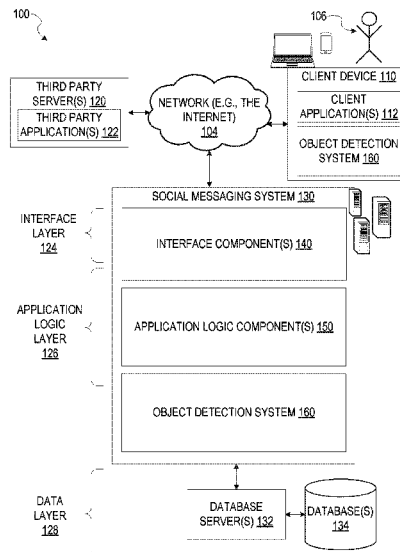 100
106
THIRD PARTY
SERVER(S) 120
THIRD PARTY
APPLICATION(S) 122
NETWORK (E.G., THE
INTERNET)
104
CLIENT DEVICE 110
CLIENT
APPLICATION(S) 112
OBJECT DETECTION
SYSTEM 160
SOCIAL MESSAGING SYSTEM 130
INTERFACE
LAYER
124
INTERFACE COMPONENT(S) 140
APPLICATION
LOGIC
LAYER
126
APPLICATION LOGIC COMPONENT(S) 150
OBJECT DETECTION SYSTEM 160
DATA
LAYER
128
DATABASE
SERVER(S) 132
DATABASE(S)
134